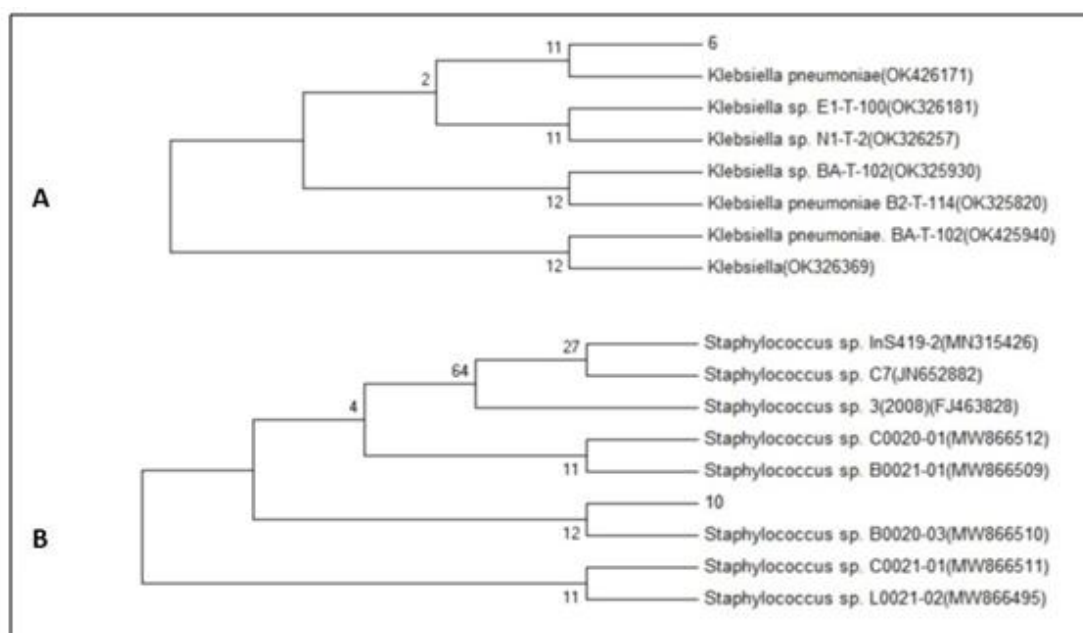 6
11
Klebsiella pneumoniae(OK426171)
2
Klebsiella sp. E1-T-100(OK326181)
11
Klebsiella sp. N1-T-2(OK326257)
Klebsiella sp. BA-T-102(OK325930)
A
12
Klebsiella pneumoniae B2-T-114(OK325820)
Klebsiella pneumoniae. BA-T-102(OK425940)
12
Klebsiella(OK326369)
Staphylococcus sp. InS419-2(MN315426)
27
Staphylococcus sp. C7(JN652882)
64
Staphylococcus sp. 3(2008)(FJ463828)
4
Staphylococcus sp. C0020-01(MW866512)
11
Staphylococcus sp. B0021-01(MW866509)
10
12
Staphylococcus sp. B0020-03(MW866510)
B
Staphylococcus sp. C0021-01(MW866511)
11
Staphylococcus sp. L0021-02(MW866495)